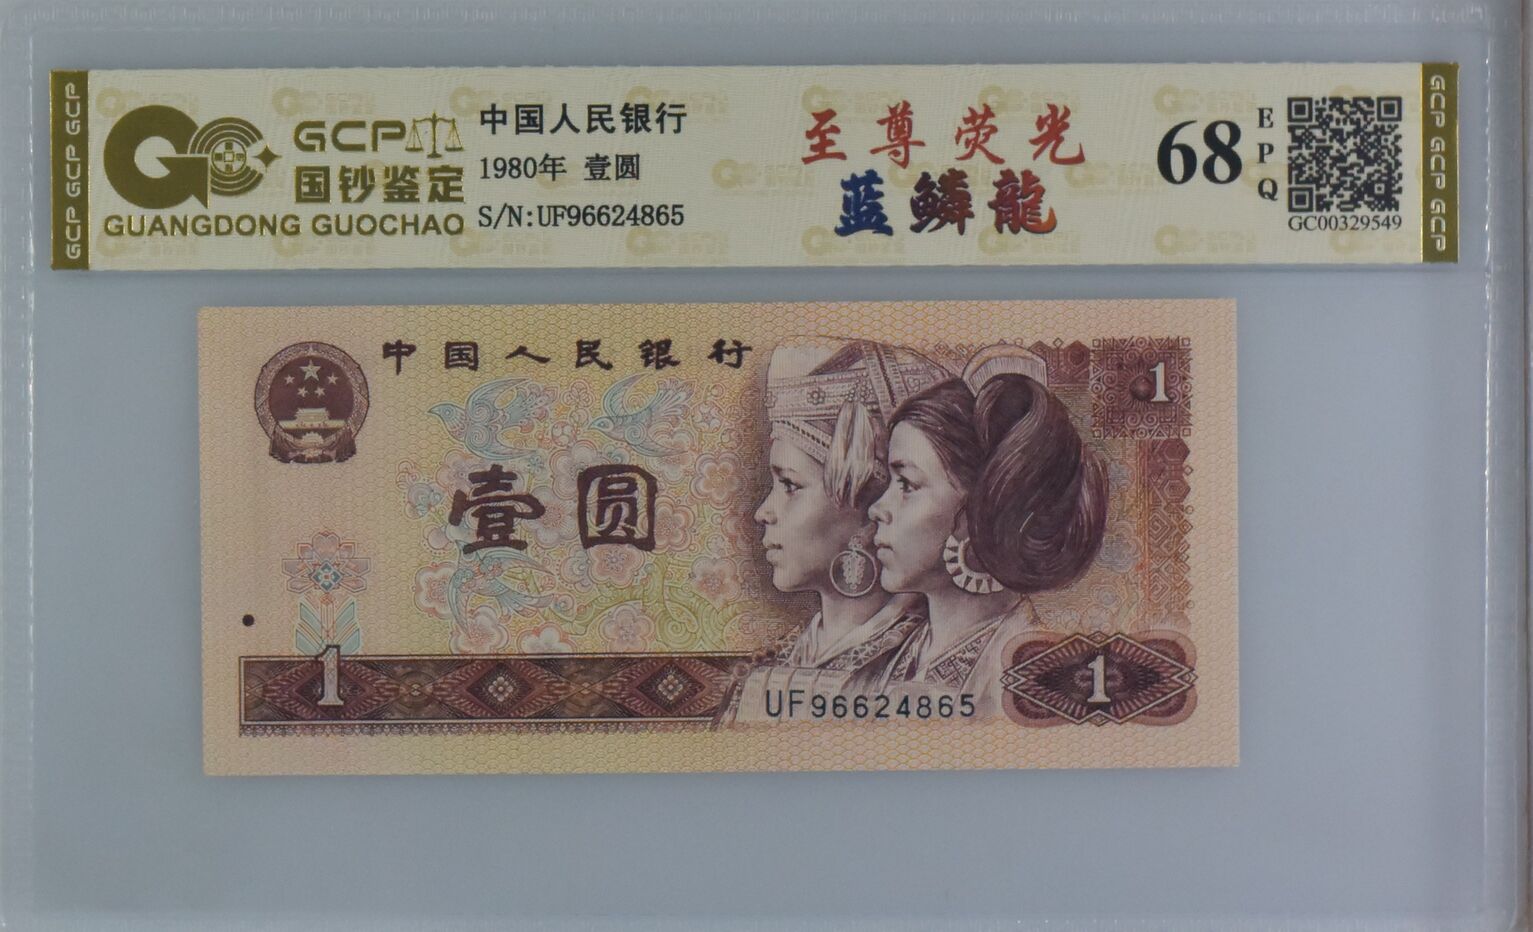 GCP GCP GCP
GCP
国钞鉴定
GUANGDONG GUOCHAO
中国人民银行
1980年 壹圆
S/N:UF96624865
至尊荧光
蓝鳞龍
68
EPQ
GC00329549
GCP GCP GCP
中国人民银行
1
壹圆
1
UF96624865
1